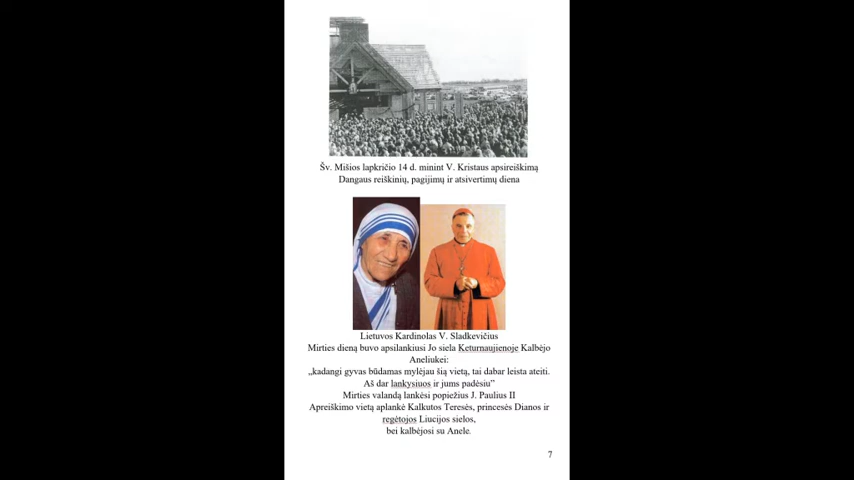 Šv. Mišios lapkričio 14 d. minint V. Kristaus apsireiškimą
Dangaus reiškinių, pagijimų ir atsivertimų diena
Lietuvos Kardinolas V. Sladkevičius
Mirties dieną buvo apsilankiusi Jo siela Keturnaujienoje Kalbėjo
Aneliukei:
„kadangi gyvas būdamas mylėjau šią vietą, tai dabar leista ateiti.
Aš dar lankysiuos ir jums padėsiu”
Mirties valandą lankėsi popiežius J. Paulius II
Apreiškimo vietą aplankė Kalkutos Teresės, princesės Dianos ir
regėtojos Liucijos sielos,
bei kalbėjosi su Anele.
7